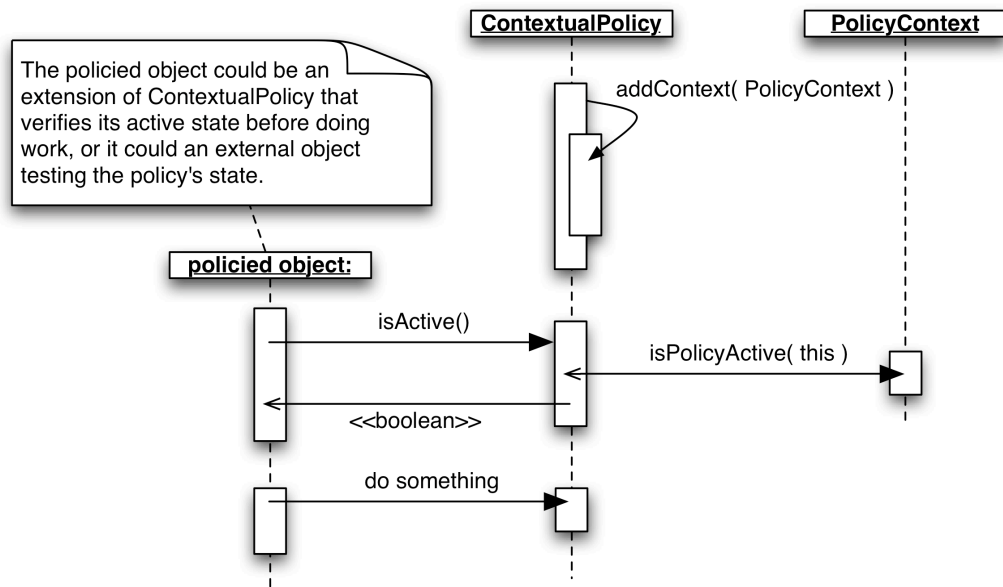 ContextualPolicy
PolicyContext
The policied object could be an
extension of ContextualPolicy that
verifies its active state before doing
work, or it could an external object
testing the policy's state.
addContext( PolicyContext )
policied object:
isActive()
isPolicyActive( this )
<<boolean>>
do something